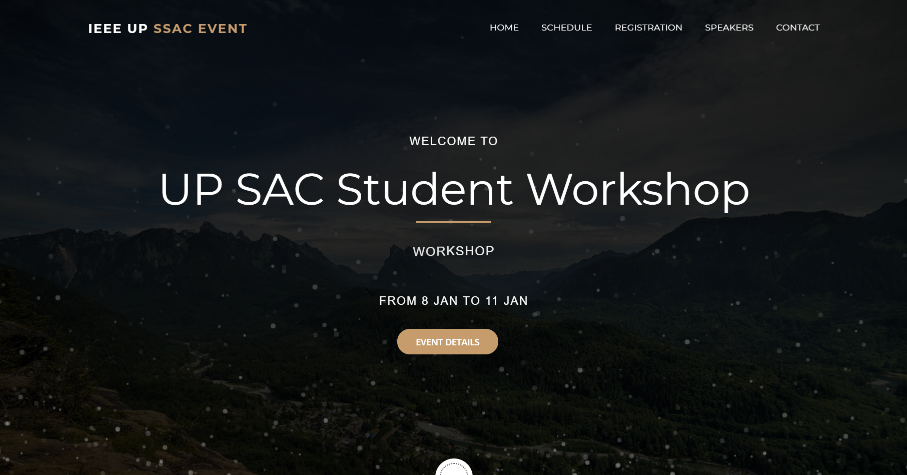 IEEE UP SSAC EVENT
HOME SCHEDULE REGISTRATION SPEAKERS CONTACT
WELCOME TO
UP SAC Student Workshop
WORKSHOP
FROM 8 JAN TO 11 JAN
EVENT DETAILS